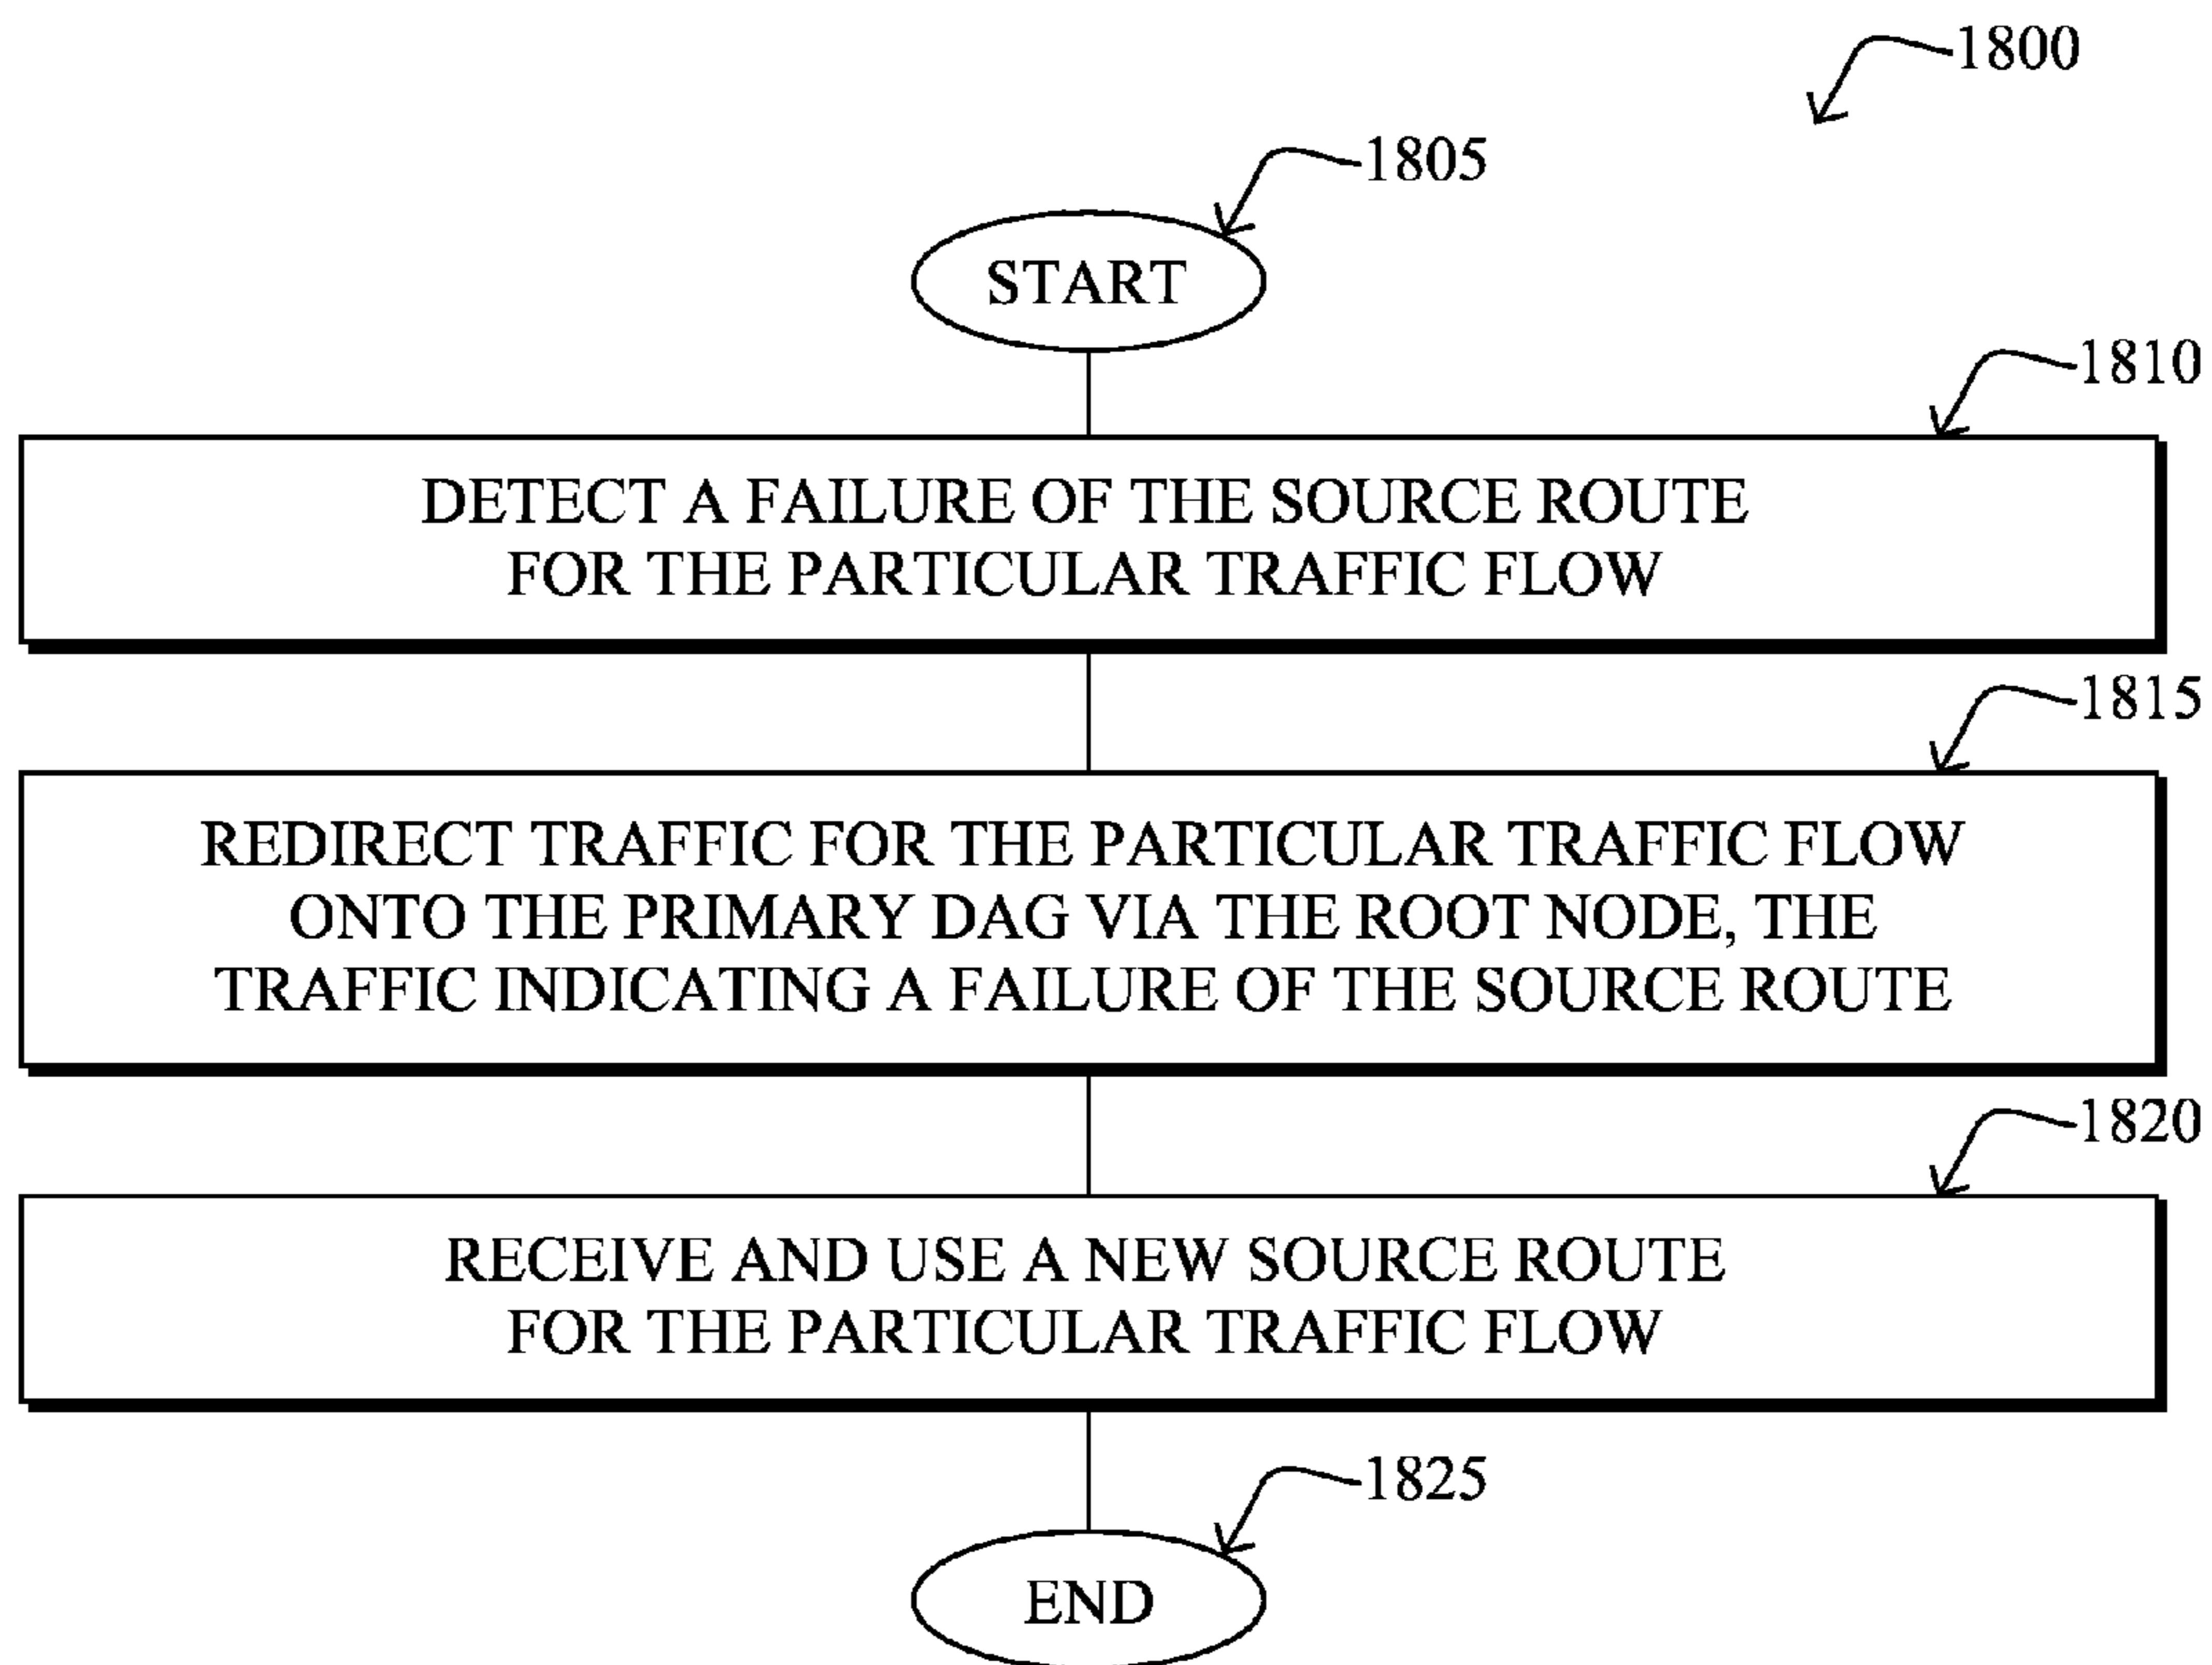 1800
1805
START
1810
DETECT A FAILURE OF THE SOURCE ROUTE
FOR THE PARTICULAR TRAFFIC FLOW
1815
REDIRECT TRAFFIC FOR THE PARTICULAR TRAFFIC FLOW
ONTO THE PRIMARY DAG VIA THE ROOT NODE, THE
TRAFFIC INDICATING A FAILURE OF THE SOURCE ROUTE
1820
RECEIVE AND USE A NEW SOURCE ROUTE
FOR THE PARTICULAR TRAFFIC FLOW
1825
END